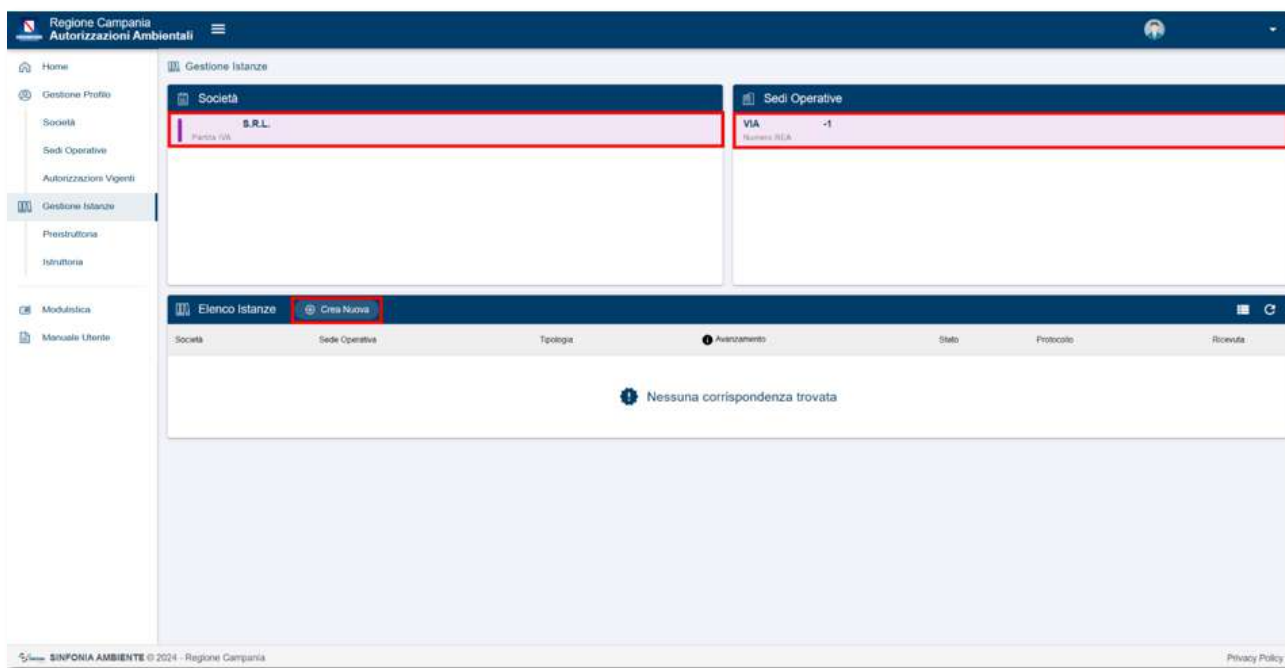 Regione Campania
Autorizzazioni Ambientali
Home
Gestione Profilo
Società
Sedi Operative
Autorizzazioni Vigenti
Gestione Istanze
Preistruttoria
Istruttoria
Modulistica
Manuale Utente
Gestione Istanze
Società
S.R.L.
Partita IVA
Sedi Operative
VIA -1
Numero REA
Elenco Istanze Crea Nuova
Società Sede Operativa Tipologia Avanzamento Stato Protocollo Ricevuta
Nessuna corrispondenza trovata
SINFONIA AMBIENTE © 2024 - Regione Campania
Privacy Policy